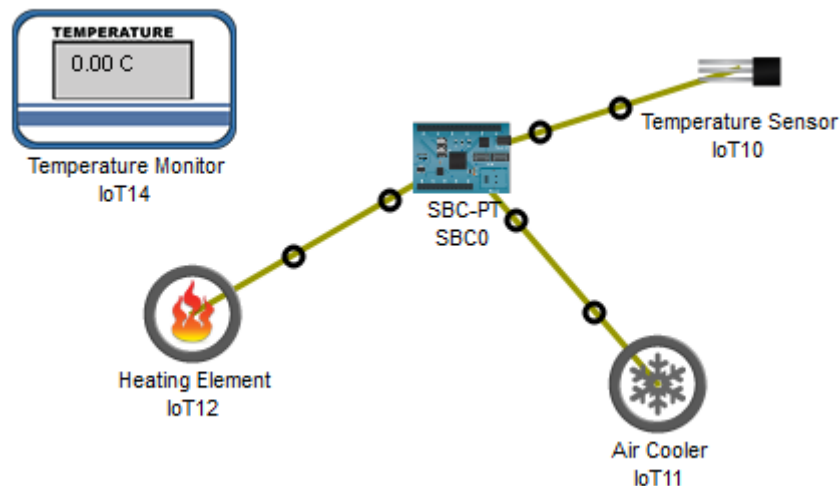 TEMPERATURE
0.00 C
Temperature Monitor
IoT14
Temperature Sensor
IoT10
SBC-PT
SBC0
Heating Element
IoT12
Air Cooler
IoT11